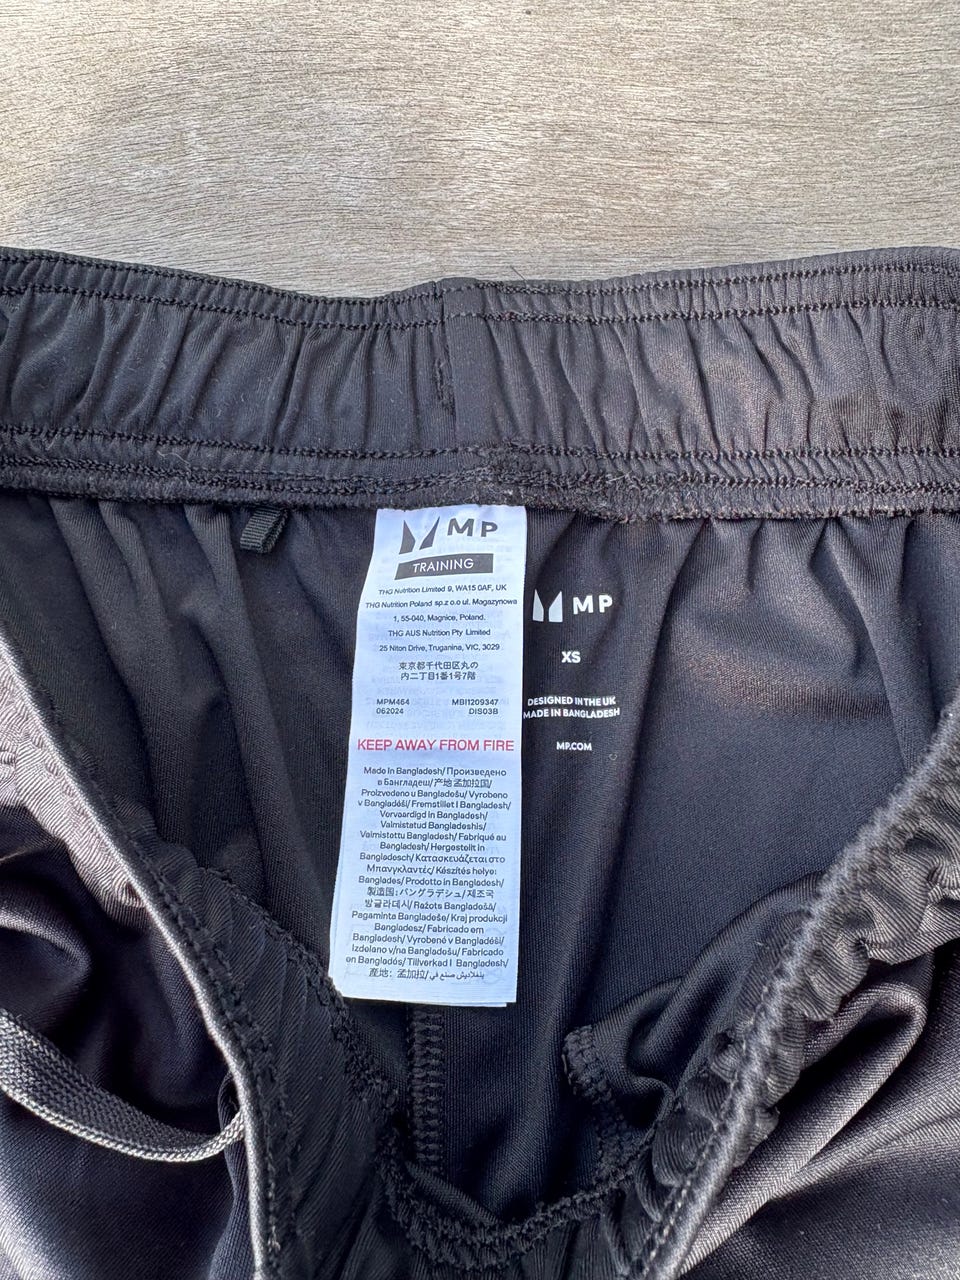 MP
TRAINING
THG Nutrition Limited 9, WA15 0AF, UK
THG Nutrition Poland sp.z o.o ul. Magazynowa
1, 55-040, Magnice, Poland.
THG AUS Nutrition Pty Limited
25 Niton Drive, Truganina, VIC, 3029
東京都千代田区丸の
内二丁目1番1号7階
MPM464 MBI1209347
062024 DIS03B
KEEP AWAY FROM FIRE
Made In Bangladesh/ Произведено
в Бангладеш/ 产地 孟加拉国/
Proizvedeno u Bangladešu/ Vyrobeno
v Bangladéši/ Fremstillet I Bangladesh/
Vervaardigd In Bangladesh/
Valmistatud Bangladeshis/
Valmistettu Bangladesh/ Fabriqué au
Bangladesh/ Hergestellt in
Bangladesch/ Κατασκευάζεται στο
Μπανγκλαντές/ Készítés helye:
Banglades/ Prodotto in Bangladesh/
製造国: バングラデシュ/ 제조국
방글라데시/ Ražots Bangladešā/
Pagaminta Bangladeše/ Kraj produkcji
Bangladesz/ Fabricado em
Bangladesh/ Vyrobené v Bangladéši/
Izdelano v/na Bangladešu/ Fabricado
en Bangladés/ Tillverkad I Bangladesh/
產地: 孟加拉/ صنع في بنغلاديش
MP
XS
DESIGNED IN THE UK
MADE IN BANGLADESH
MP.COM